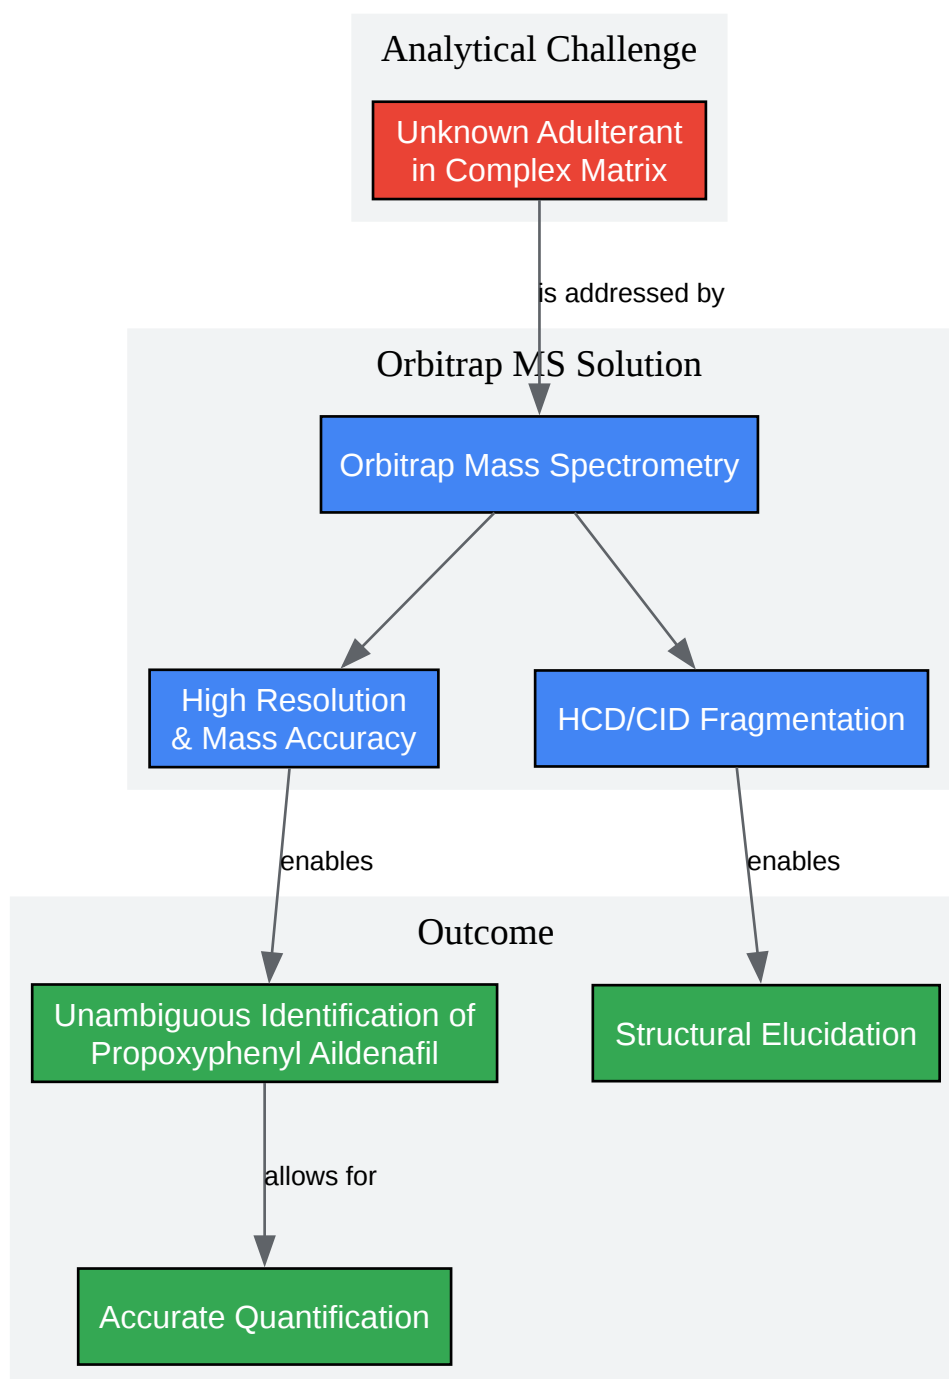 Analytical Challenge
Unknown Adulterant
in Complex Matrix
is addressed by
Orbitrap MS Solution
Orbitrap Mass Spectrometry
High Resolution
& Mass Accuracy
HCD/CID Fragmentation
enables
enables
Outcome
Unambiguous Identification of
Propoxyphenyl Aildenafil
Structural Elucidation
allows for
Accurate Quantification